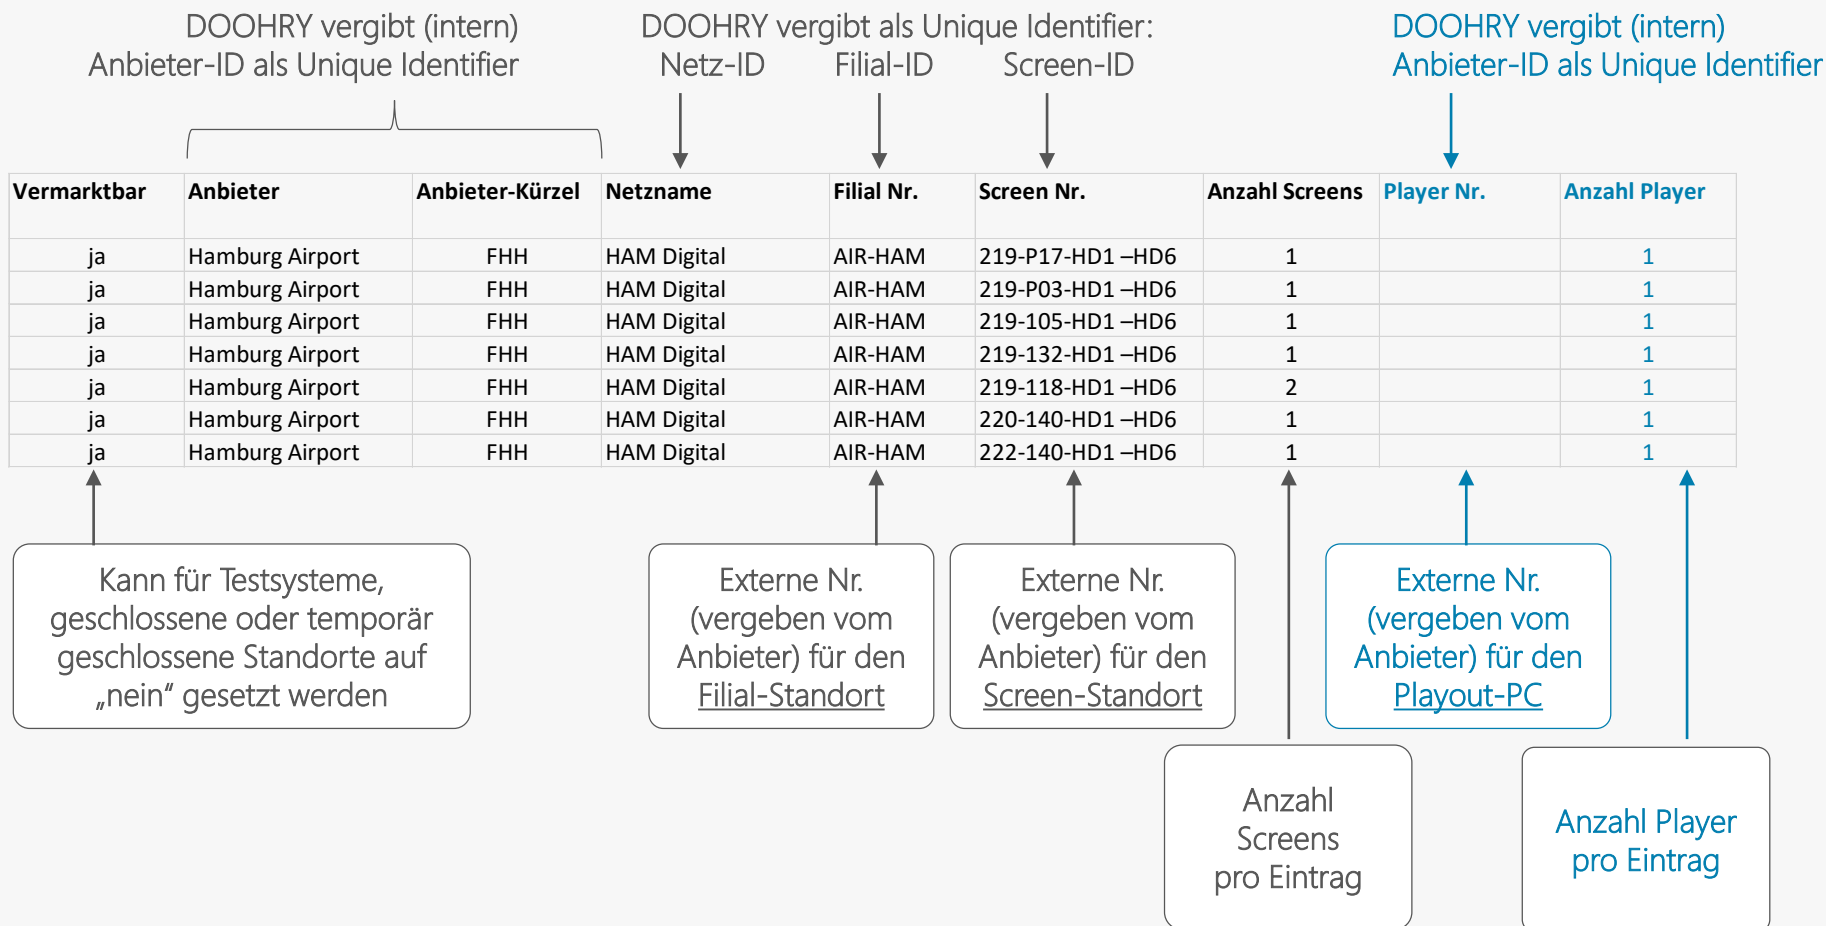 DOOHRY vergibt (intern)
Anbieter-ID als Unique Identifier
DOOHRY vergibt als Unique Identifier:
Netz-ID Filial-ID Screen-ID
DOOHRY vergibt (intern)
Anbieter-ID als Unique Identifier
Vermarktbar Anbieter Anbieter-Kürzel Netzname Filial Nr. Screen Nr. Anzahl Screens Player Nr. Anzahl Player
ja Hamburg Airport FHH HAM Digital AIR-HAM 219-P17-HD1 –HD6 1 1
ja Hamburg Airport FHH HAM Digital AIR-HAM 219-P03-HD1 –HD6 1 1
ja Hamburg Airport FHH HAM Digital AIR-HAM 219-105-HD1 –HD6 1 1
ja Hamburg Airport FHH HAM Digital AIR-HAM 219-132-HD1 –HD6 1 1
ja Hamburg Airport FHH HAM Digital AIR-HAM 219-118-HD1 –HD6 2 1
ja Hamburg Airport FHH HAM Digital AIR-HAM 220-140-HD1 –HD6 1 1
ja Hamburg Airport FHH HAM Digital AIR-HAM 222-140-HD1 –HD6 1 1
Kann für Testsysteme,
geschlossene oder temporär
geschlossene Standorte auf
„nein" gesetzt werden
Externe Nr.
(vergeben vom
Anbieter) für den
Filial-Standort
Externe Nr.
(vergeben vom
Anbieter) für den
Screen-Standort
Externe Nr.
(vergeben vom
Anbieter) für den
Playout-PC
Anzahl
Screens
pro Eintrag
Anzahl Player
pro Eintrag